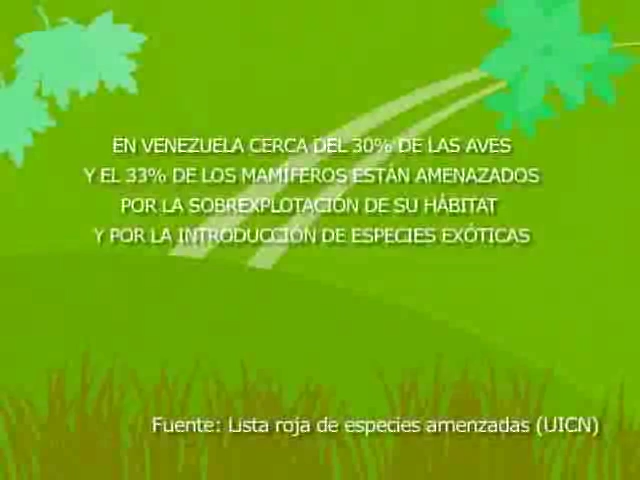 EN VENEZUELA CERCA DEL 30% DE LAS AVES
Y EL 33% DE LOS MAMÍFEROS ESTÁN AMENAZADOS
POR LA SOBREXPLOTACIÓN DE SU HÁBITAT
Y POR LA INTRODUCCIÓN DE ESPECIES EXÓTICAS
Fuente: Lista roja de especies amenzadas (UICN)